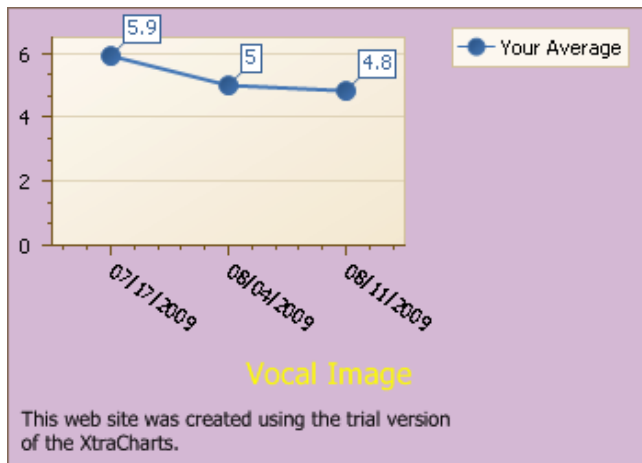 5.9
5
4.8
Your Average
6
4
2
0
07/17/2009
08/04/2009
08/11/2009
Vocal Image
This web site was created using the trial version
of the XtraCharts.